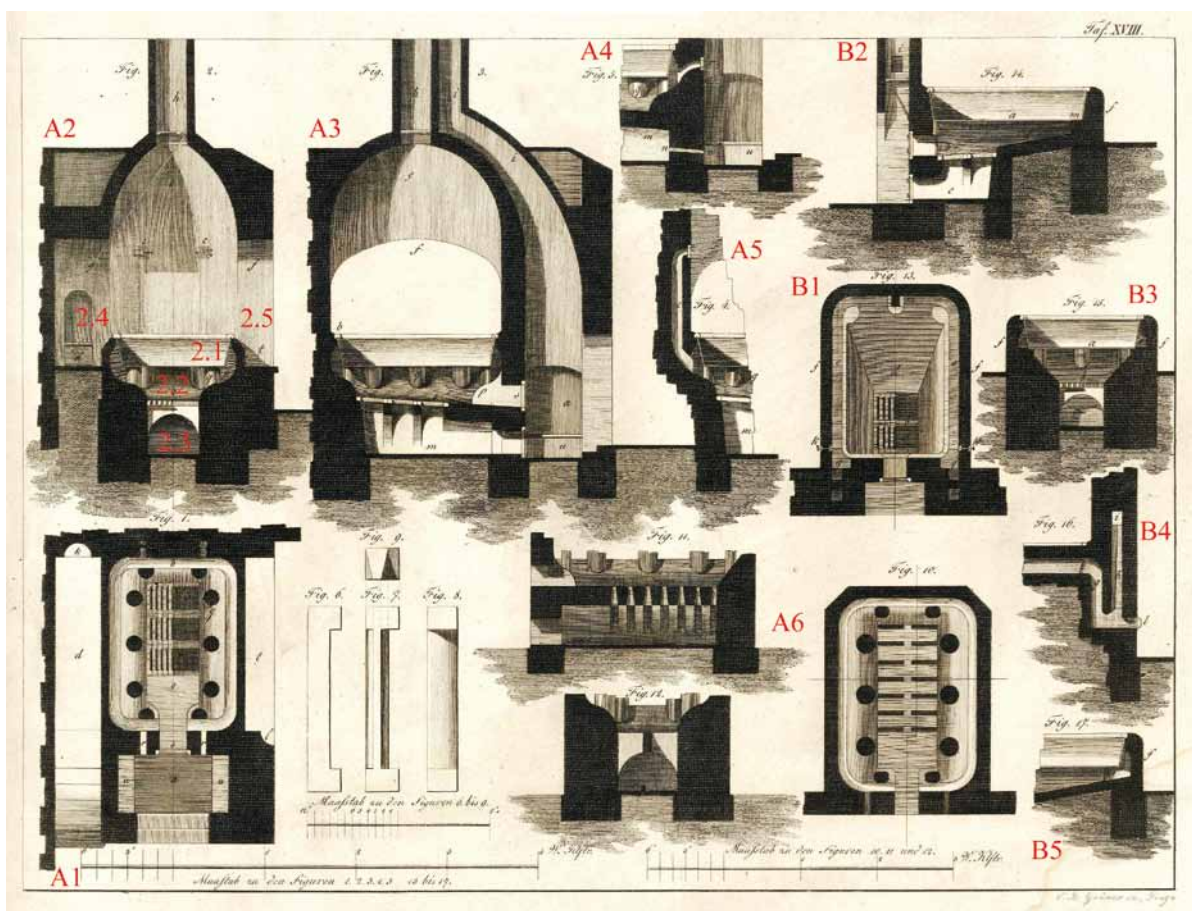 Taf. XVIII.
A4
B2
Fig. 2.
Fig. 3.
Fig. 5.
Fig. 14.
h
h
i
i
a
m
f
A2
A3
m
n
u
e
A5
i
f
B1
Fig. 13.
B3
Fig. 15.
Fig. 4.
2.4
2.5
b
2.1
2.2
2.3
m
a
u
m
k
Fig. 1.
B4
Fig. 16.
i
l
k
Fig. 9.
Fig. 11.
Fig. 10.
Fig. 6.
Fig. 7.
Fig. 8.
A6
d
Fig. 12.
Fig. 17.
f
Maaſstab zu den Figuren 6. bis 9.
W. Klftr.
Maaſstab zu den Figuren 10. 11 und 12.
W. Klftr.
B5
A1
Maaſstab zu den Figuren 1. 2. 3. 4. 5 13 bis 17.